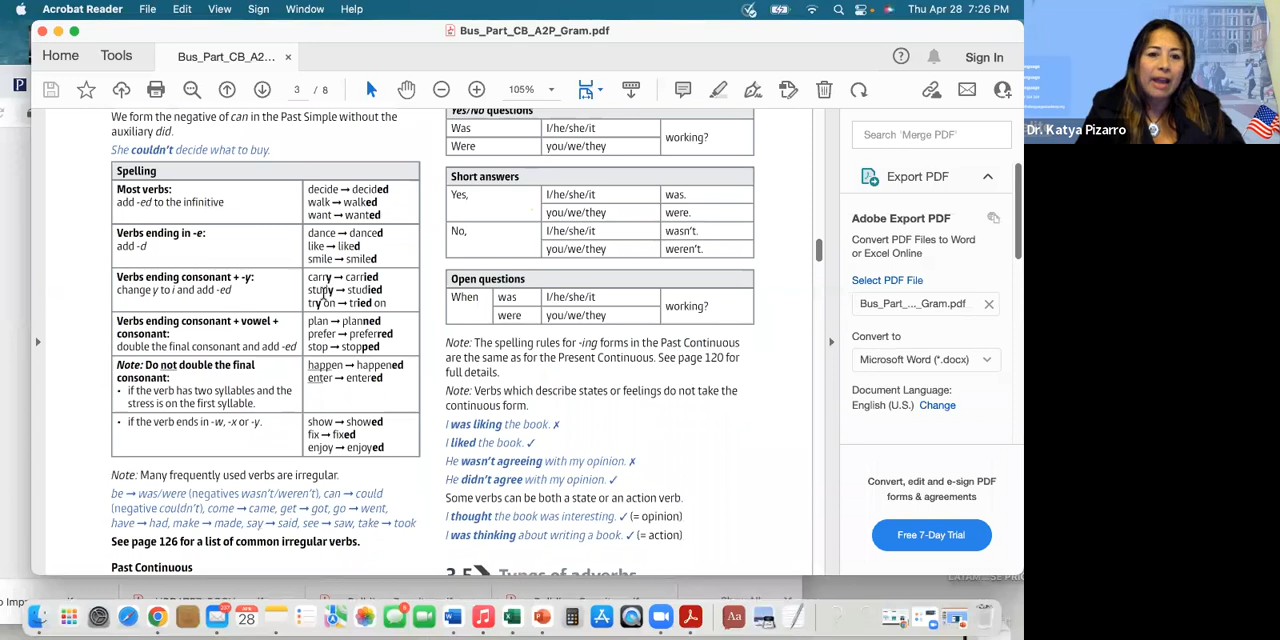 Acrobat Reader File Edit View Sign Window Help
Thu Apr 28 7:26 PM
Bus_Part_CB_A2P_Gram.pdf
Home Tools Bus_Part_CB_A2... × Sign In
3 / 8 105%
We form the negative of can in the Past Simple without the
auxiliary did.
She couldn't decide what to buy.
Spelling
Most verbs:
add -ed to the infinitive
decide → decided
walk → walked
want → wanted
Verbs ending in -e:
add -d
dance → danced
like → liked
smile → smiled
Verbs ending consonant + -y:
change y to i and add -ed
carry → carried
study → studied
try on → tried on
Verbs ending consonant + vowel +
consonant:
double the final consonant and add -ed
plan → planned
prefer → preferred
stop → stopped
Note: Do not double the final
consonant:
• if the verb has two syllables and the
stress is on the first syllable.
happen → happened
enter → entered
• if the verb ends in -w, -x or -y.
show → showed
fix → fixed
enjoy → enjoyed
Note: Many frequently used verbs are irregular.
be → was/were (negatives wasn't/weren't), can → could
(negative couldn't), come → came, get → got, go → went,
have → had, make → made, say → said, see → saw, take → took
See page 126 for a list of common irregular verbs.
Past Continuous
Yes/No questions
Was I/he/she/it working?
Were you/we/they
Short answers
Yes, I/he/she/it was.
you/we/they were.
No, I/he/she/it wasn't.
you/we/they weren't.
Open questions
When was I/he/she/it working?
were you/we/they
Note: The spelling rules for -ing forms in the Past Continuous
are the same as for the Present Continuous. See page 120 for
full details.
Note: Verbs which describe states or feelings do not take the
continuous form.
I was liking the book. ✗
I liked the book. ✓
He wasn't agreeing with my opinion. ✗
He didn't agree with my opinion. ✓
Some verbs can be both a state or an action verb.
I thought the book was interesting. ✓ (= opinion)
I was thinking about writing a book. ✓ (= action)
3.5 Types of adverbs
Search 'Merge PDF'
Export PDF
Adobe Export PDF
Convert PDF Files to Word
or Excel Online
Select PDF File
Bus_Part_..._Gram.pdf ×
Convert to
Microsoft Word (*.docx)
Document Language:
English (U.S.) Change
Convert, edit and e-sign PDF
forms & agreements
Free 7-Day Trial
Dr. Katya Pizarro
28
Aa